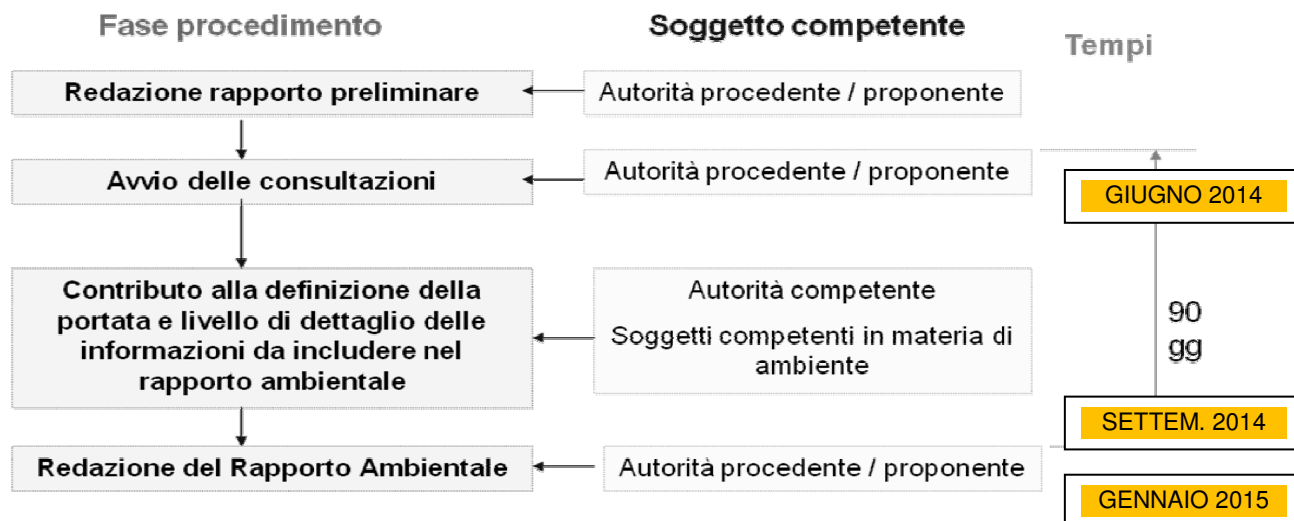 Fase procedimento
Soggetto competente
Tempi
Redazione rapporto preliminare
Autorità procedente / proponente
Avvio delle consultazioni
Autorità procedente / proponente
GIUGNO 2014
Contributo alla definizione della
portata e livello di dettaglio delle
informazioni da includere nel
rapporto ambientale
Autorità competente
Soggetti competenti in materia di
ambiente
90
gg
SETTEM. 2014
Redazione del Rapporto Ambientale
Autorità procedente / proponente
GENNAIO 2015